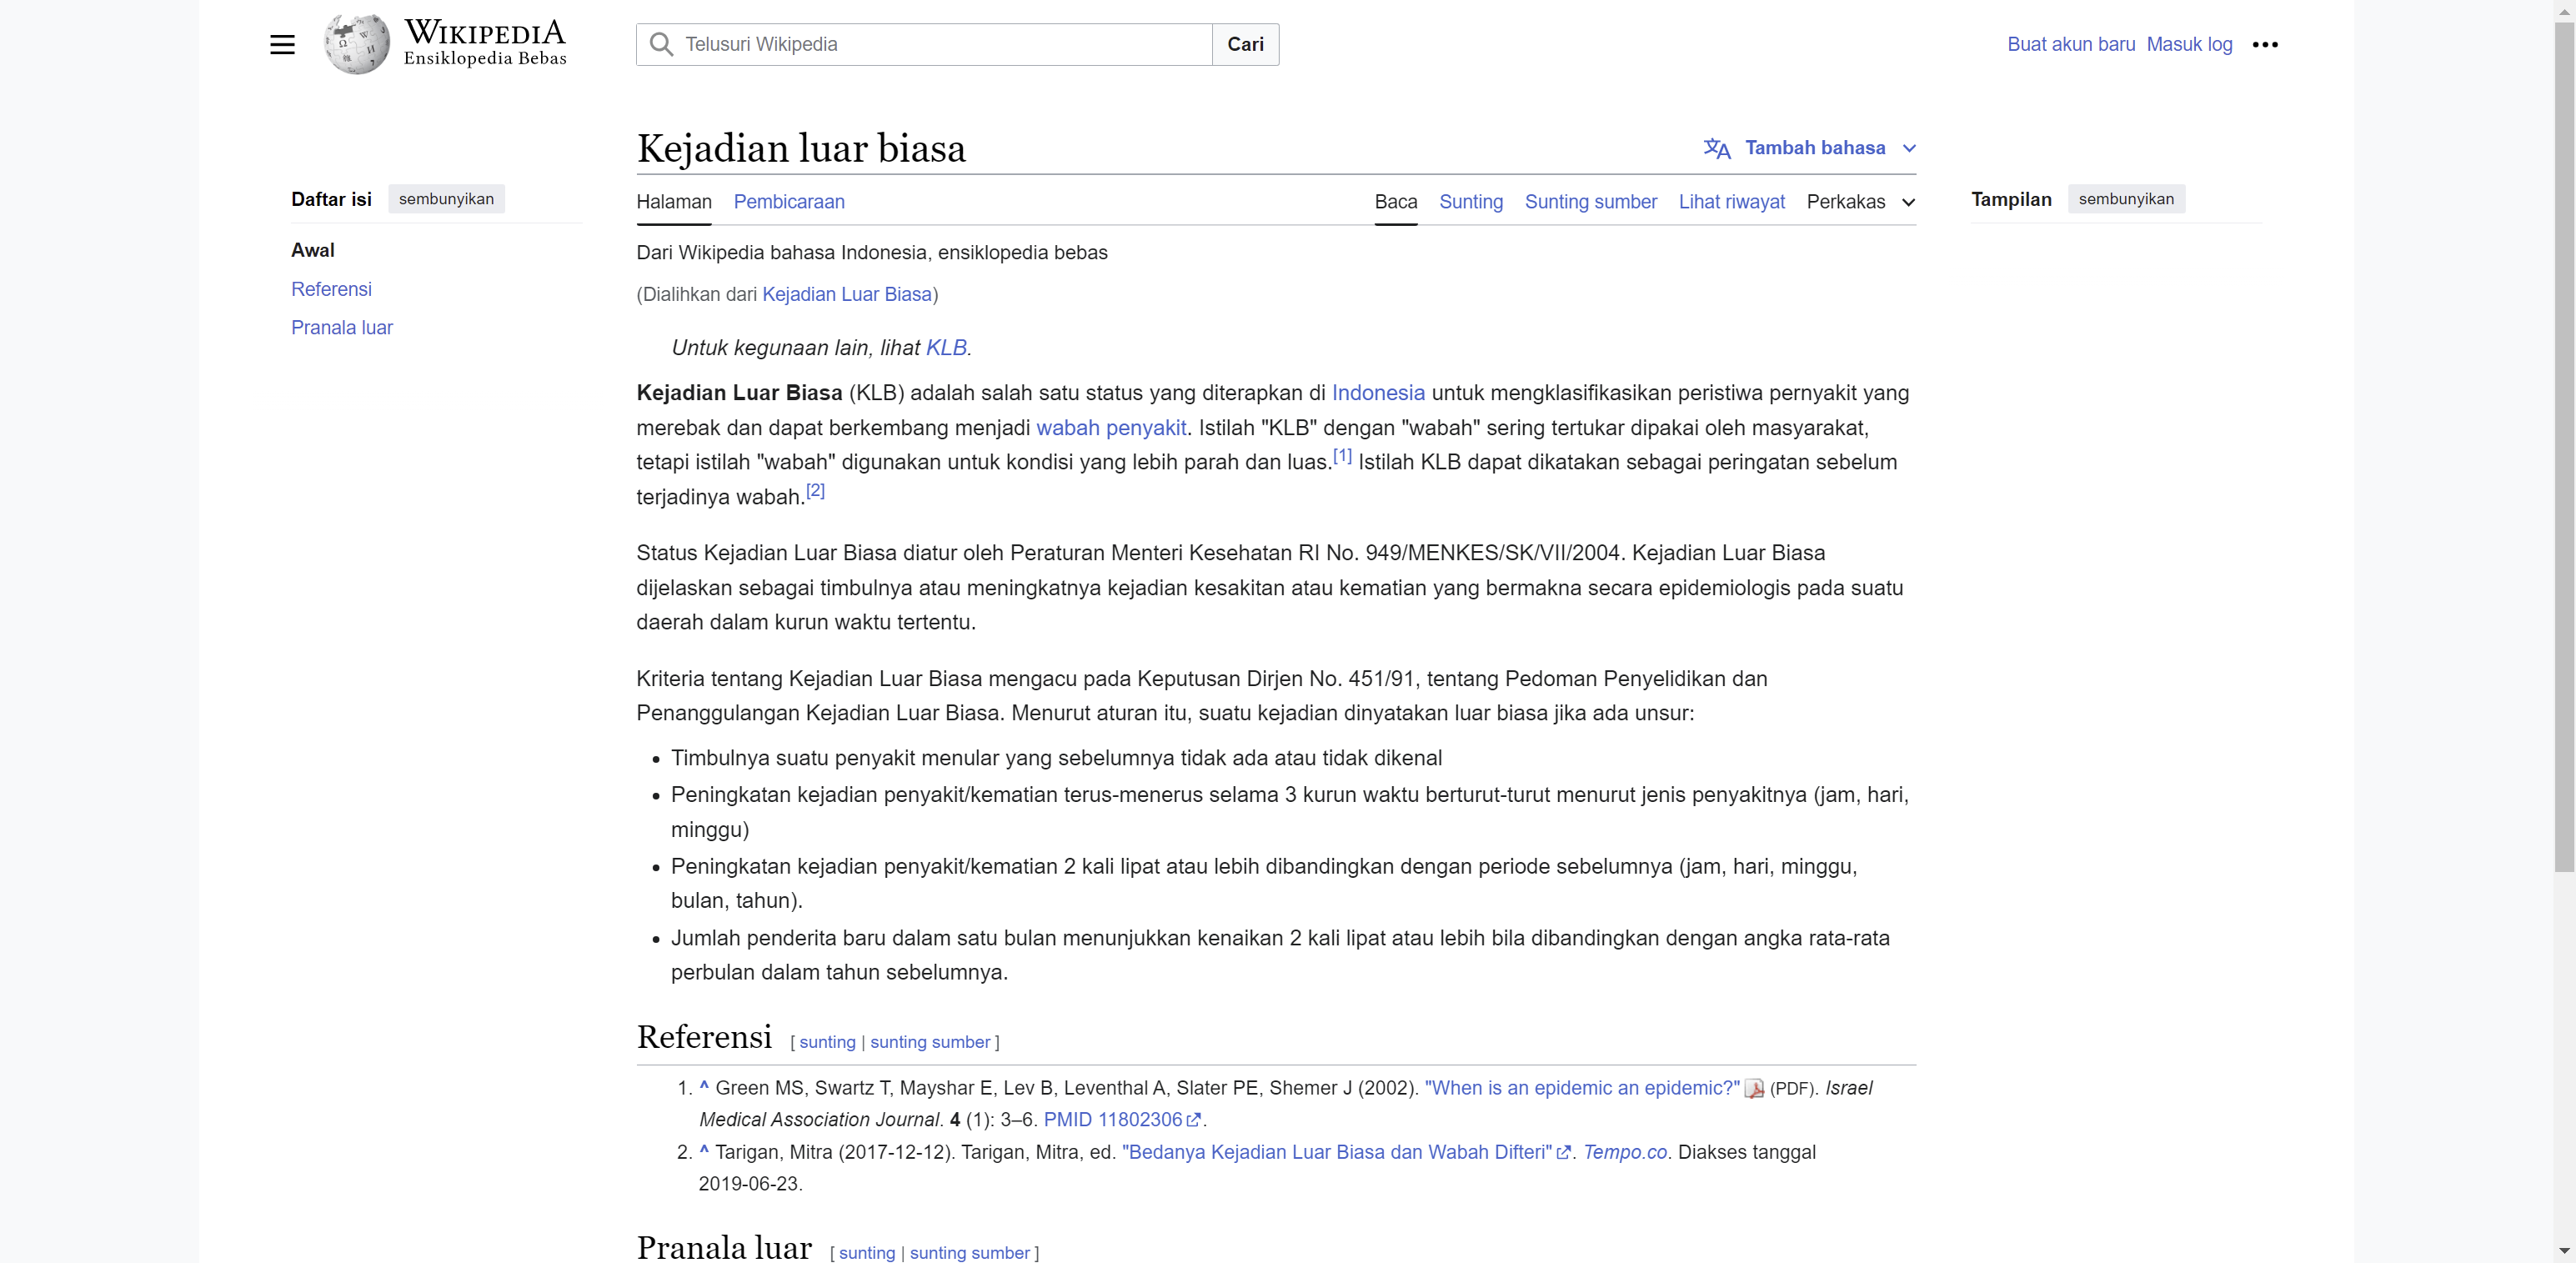 WIKIPEDIA
Ensiklopedia Bebas
Telusuri Wikipedia
Cari
Buat akun baru
Masuk log
Kejadian luar biasa
Tambah bahasa
Daftar isi
sembunyikan
Halaman
Pembicaraan
Baca
Sunting
Sunting sumber
Lihat riwayat
Perkakas
Tampilan
sembunyikan
Awal
Referensi
Pranala luar
Dari Wikipedia bahasa Indonesia, ensiklopedia bebas
(Dialihkan dari Kejadian Luar Biasa)
Untuk kegunaan lain, lihat KLB.
Kejadian Luar Biasa (KLB) adalah salah satu status yang diterapkan di Indonesia untuk mengklasifikasikan peristiwa pernyakit yang
merebak dan dapat berkembang menjadi wabah penyakit. Istilah "KLB" dengan "wabah" sering tertukar dipakai oleh masyarakat,
tetapi istilah "wabah" digunakan untuk kondisi yang lebih parah dan luas.[1] Istilah KLB dapat dikatakan sebagai peringatan sebelum
terjadinya wabah.[2]
Status Kejadian Luar Biasa diatur oleh Peraturan Menteri Kesehatan RI No. 949/MENKES/SK/VII/2004. Kejadian Luar Biasa
dijelaskan sebagai timbulnya atau meningkatnya kejadian kesakitan atau kematian yang bermakna secara epidemiologis pada suatu
daerah dalam kurun waktu tertentu.
Kriteria tentang Kejadian Luar Biasa mengacu pada Keputusan Dirjen No. 451/91, tentang Pedoman Penyelidikan dan
Penanggulangan Kejadian Luar Biasa. Menurut aturan itu, suatu kejadian dinyatakan luar biasa jika ada unsur:
• Timbulnya suatu penyakit menular yang sebelumnya tidak ada atau tidak dikenal
• Peningkatan kejadian penyakit/kematian terus-menerus selama 3 kurun waktu berturut-turut menurut jenis penyakitnya (jam, hari,
minggu)
• Peningkatan kejadian penyakit/kematian 2 kali lipat atau lebih dibandingkan dengan periode sebelumnya (jam, hari, minggu,
bulan, tahun).
• Jumlah penderita baru dalam satu bulan menunjukkan kenaikan 2 kali lipat atau lebih bila dibandingkan dengan angka rata-rata
perbulan dalam tahun sebelumnya.
Referensi [ sunting | sunting sumber ]
1. ^ Green MS, Swartz T, Mayshar E, Lev B, Leventhal A, Slater PE, Shemer J (2002). "When is an epidemic an epidemic?" (PDF). Israel
Medical Association Journal. 4 (1): 3–6. PMID 11802306.
2. ^ Tarigan, Mitra (2017-12-12). Tarigan, Mitra, ed. "Bedanya Kejadian Luar Biasa dan Wabah Difteri". Tempo.co. Diakses tanggal
2019-06-23.
Pranala luar [ sunting | sunting sumber ]